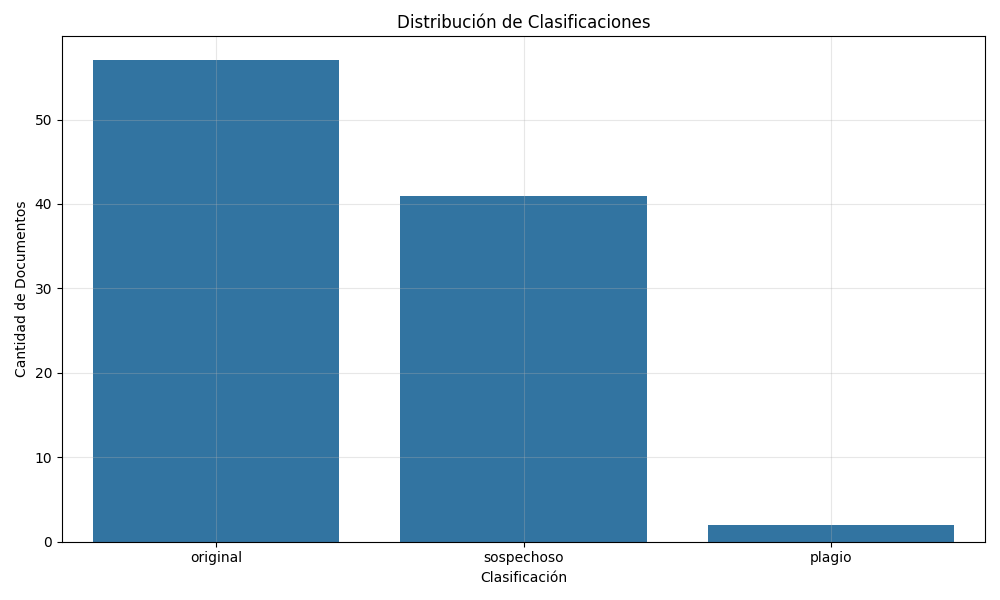 Distribución de Clasificaciones
Cantidad de Documentos
50
40
30
20
10
0
original sospechoso plagio
Clasificación